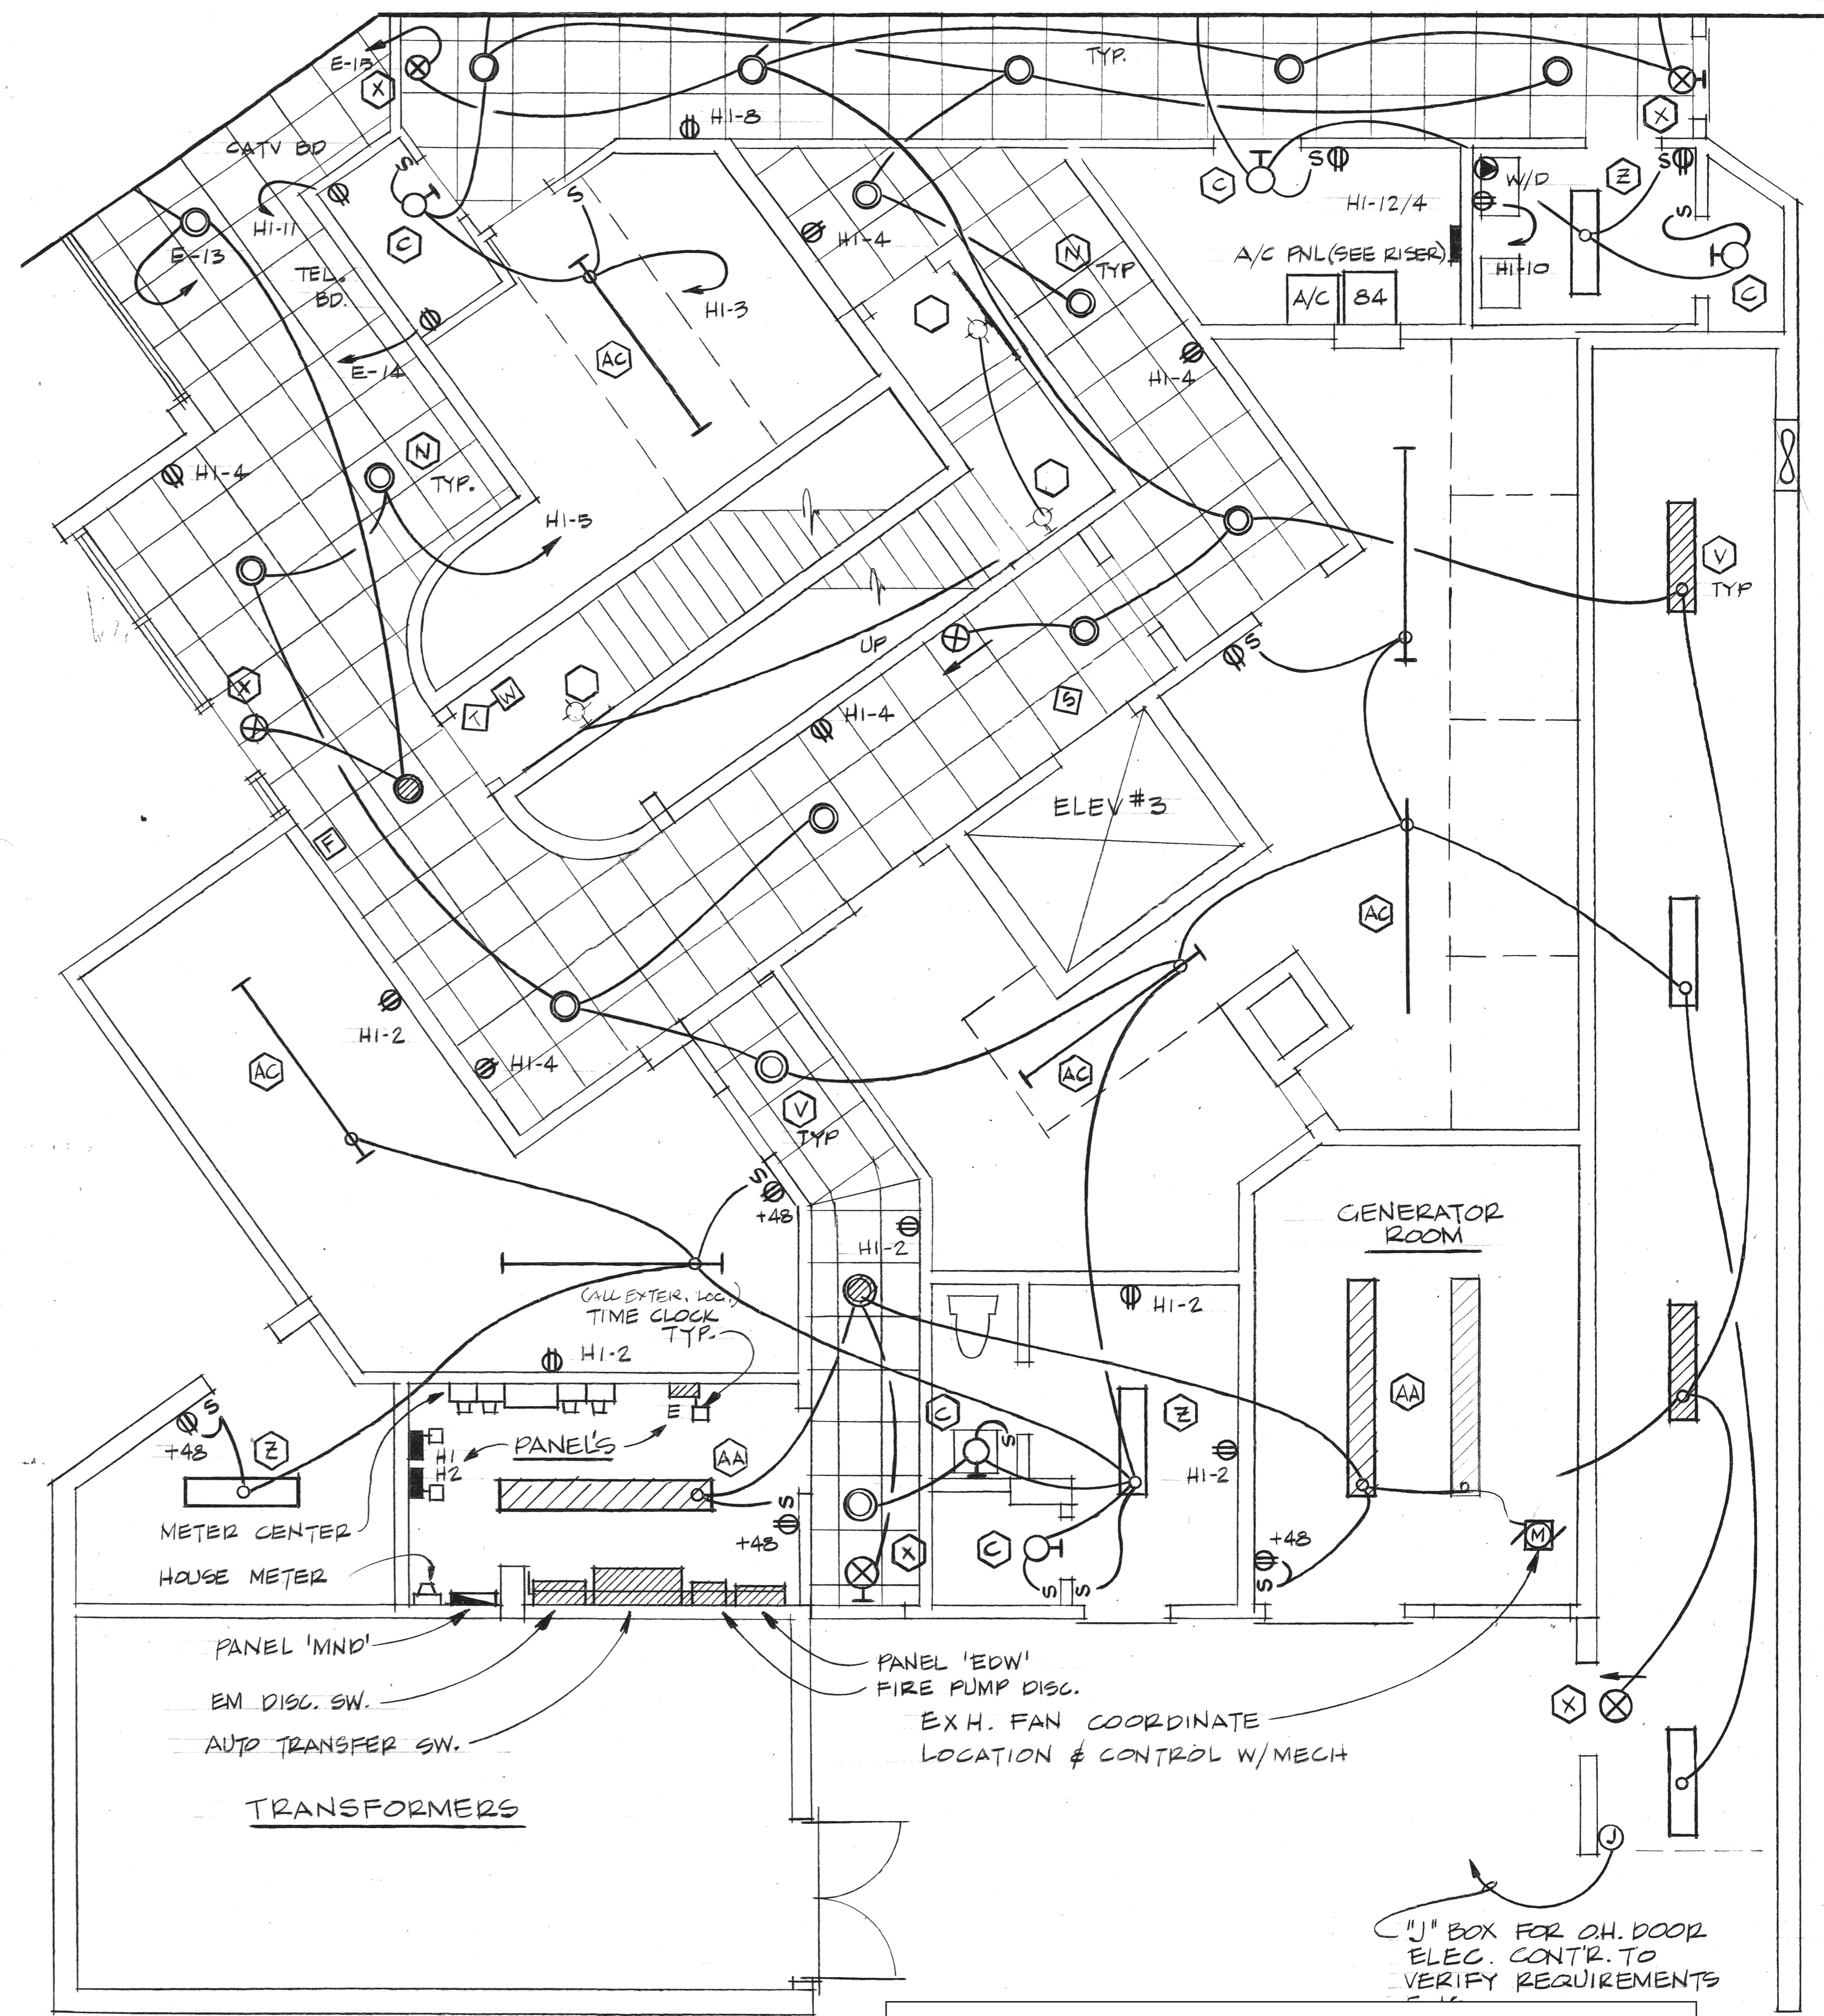 E-15
X
TYP.
X
H1-8
CATV BD
S
S
S
C
S
W/D
Z
S
H1-12/4
S
H1-11
C
H1-4
N
TYP
E-13
TEL.
BD.
A/C PNL (SEE RISER)
H1-10
C
A/C
84
H1-3
AC
E-14
H1-4
N
TYP.
H1-4
H1-5
V
TYP
UP
S
X
T
W
S
H1-4
ELEV #3
F
AC
H1-2
H1-4
AC
AC
V
TYP
S
+48
H1-2
GENERATOR
ROOM
(ALL EXTER. LOC.)
TIME CLOCK
TYP.
H1-2
H1-2
S
+48
Z
E
H1
H2
PANEL'S
AA
C
S
Z
H1-2
AA
METER CENTER
S
+48
X
C
+48
S
M
HOUSE METER
S
S
PANEL 'MND'
PANEL 'EDW'
FIRE PUMP DISC.
EM DISC. SW.
AUTO TRANSFER SW.
EXH. FAN COORDINATE
LOCATION & CONTROL W/MECH
X
TRANSFORMERS
J
"J" BOX FOR O.H. DOOR
ELEC. CONT'R. TO
VERIFY REQUIREMENTS